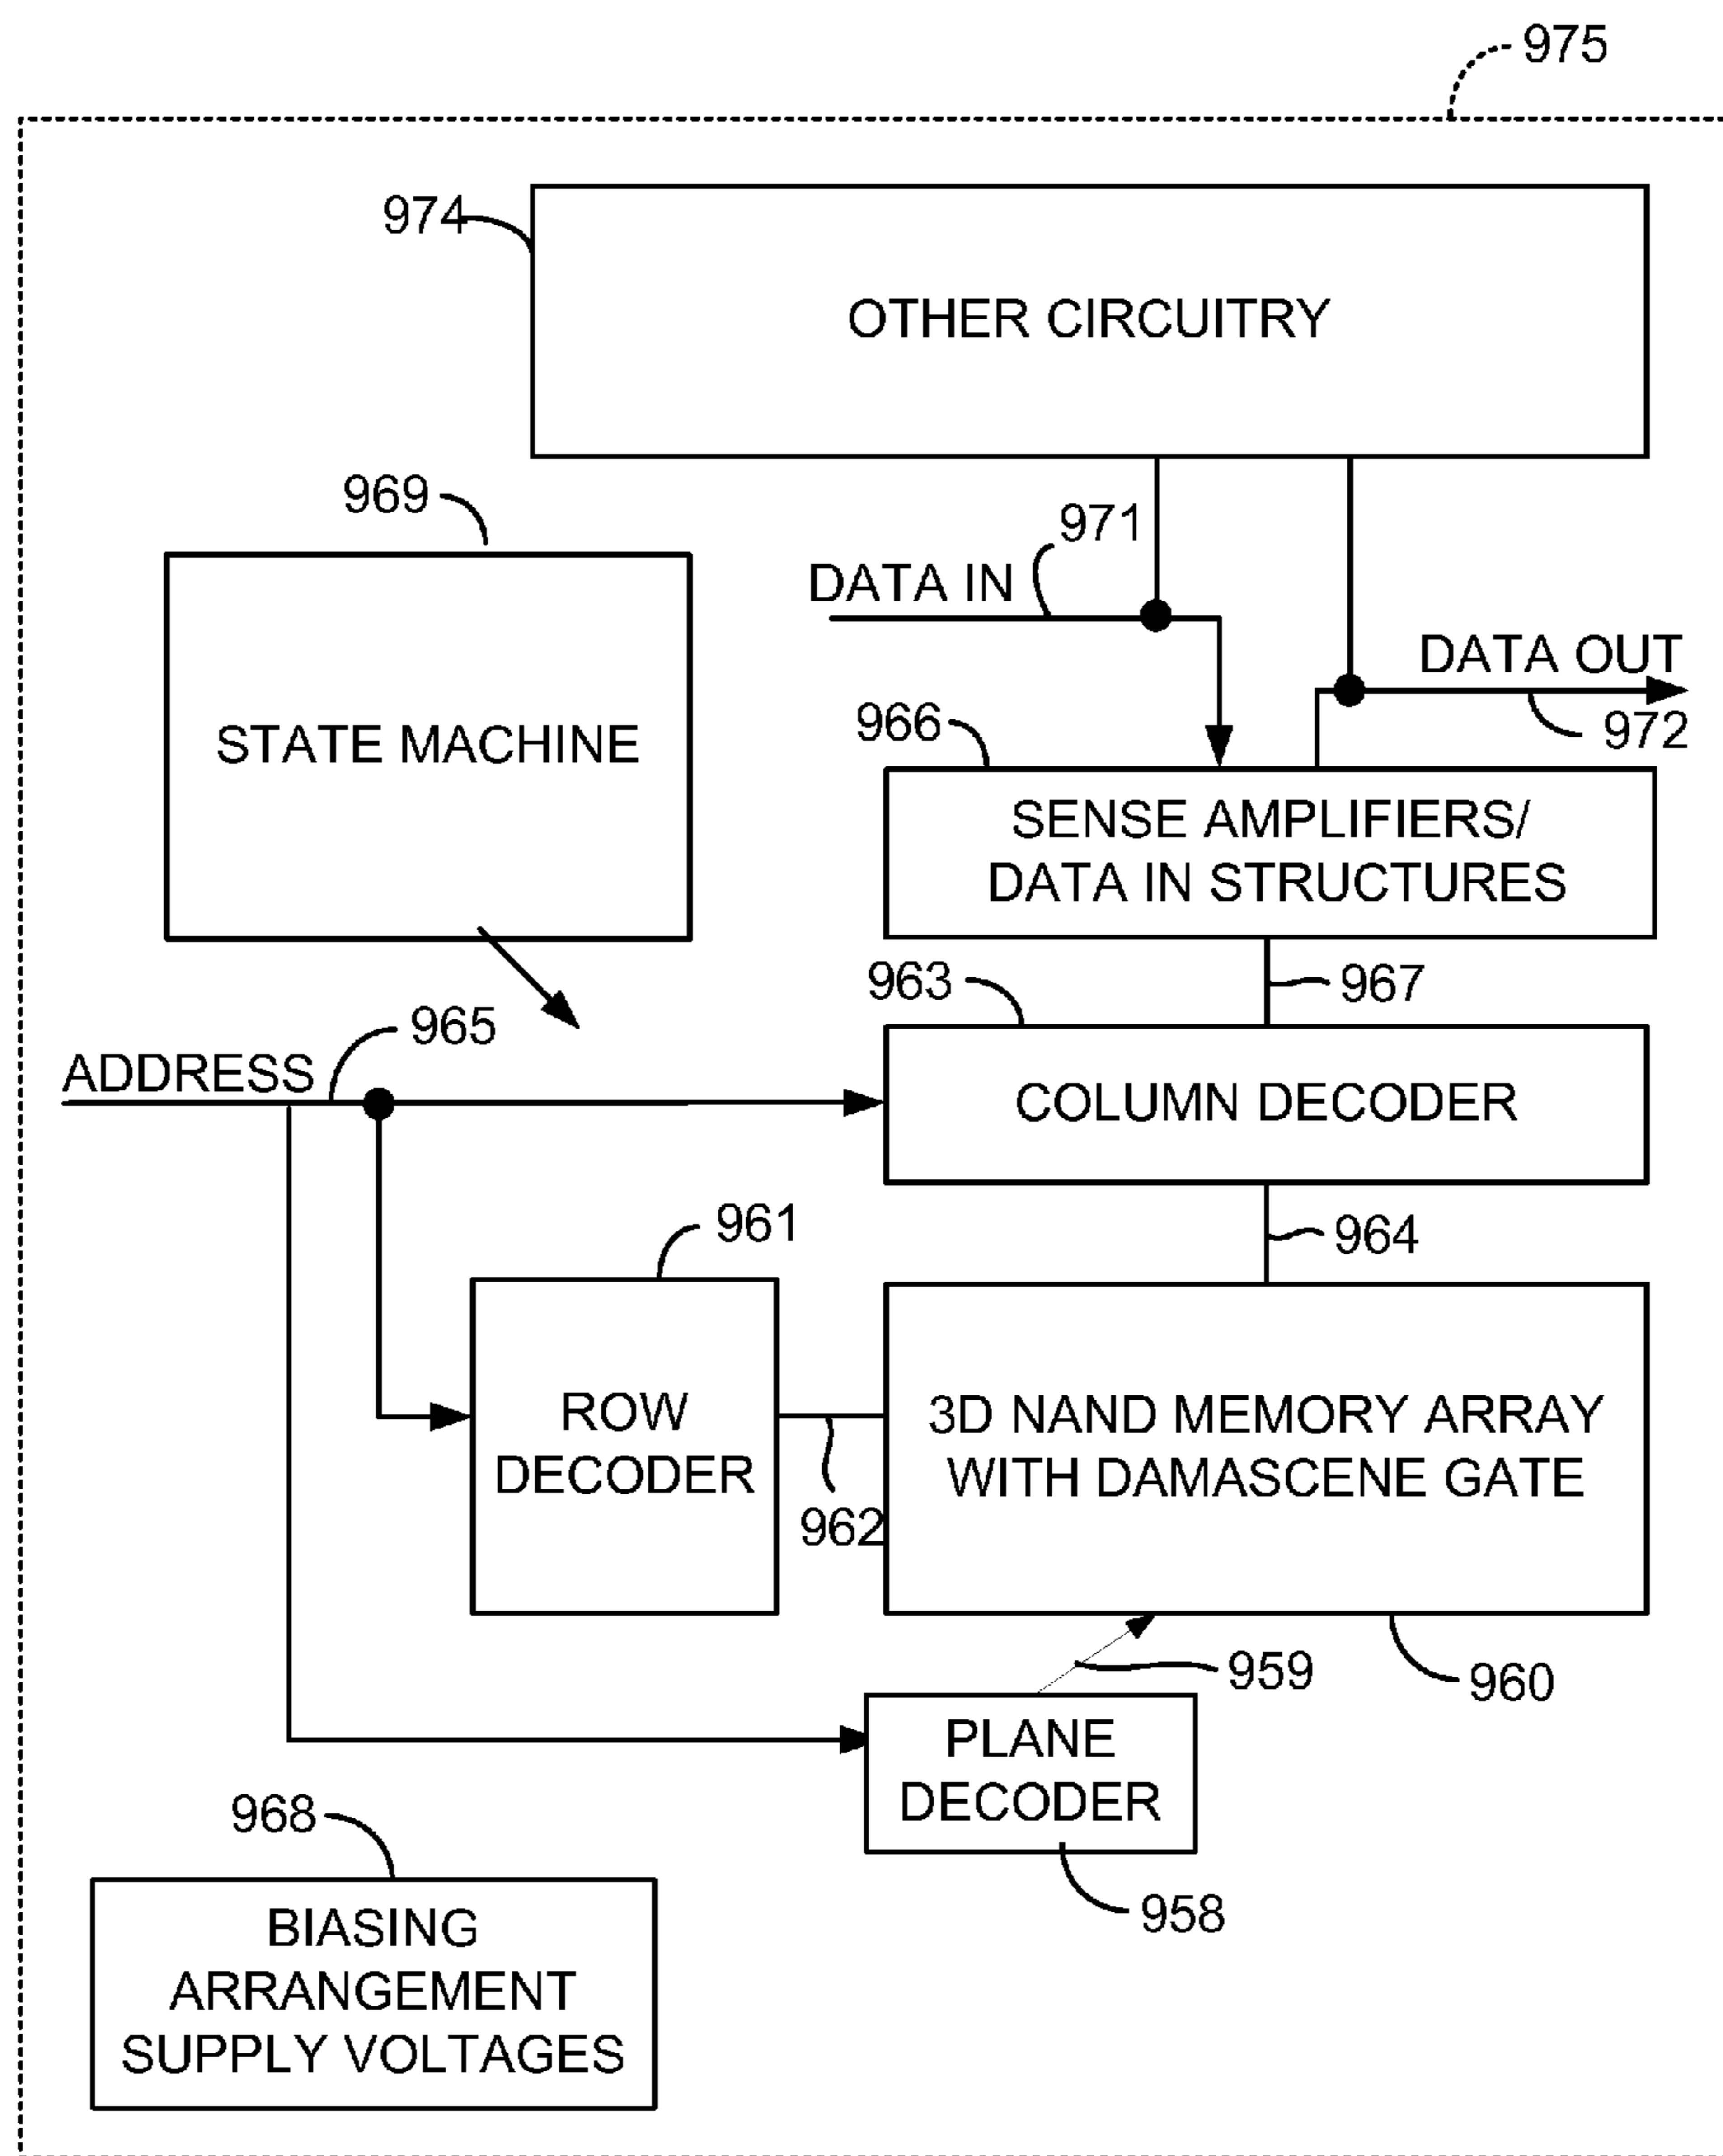 975
974
OTHER CIRCUITRY
969
971
DATA IN
DATA OUT
972
STATE MACHINE
966
SENSE AMPLIFIERS/
DATA IN STRUCTURES
963
967
965
ADDRESS
COLUMN DECODER
961
964
ROW
DECODER
962
3D NAND MEMORY ARRAY
WITH DAMASCENE GATE
959
960
PLANE
DECODER
958
968
BIASING
ARRANGEMENT
SUPPLY VOLTAGES